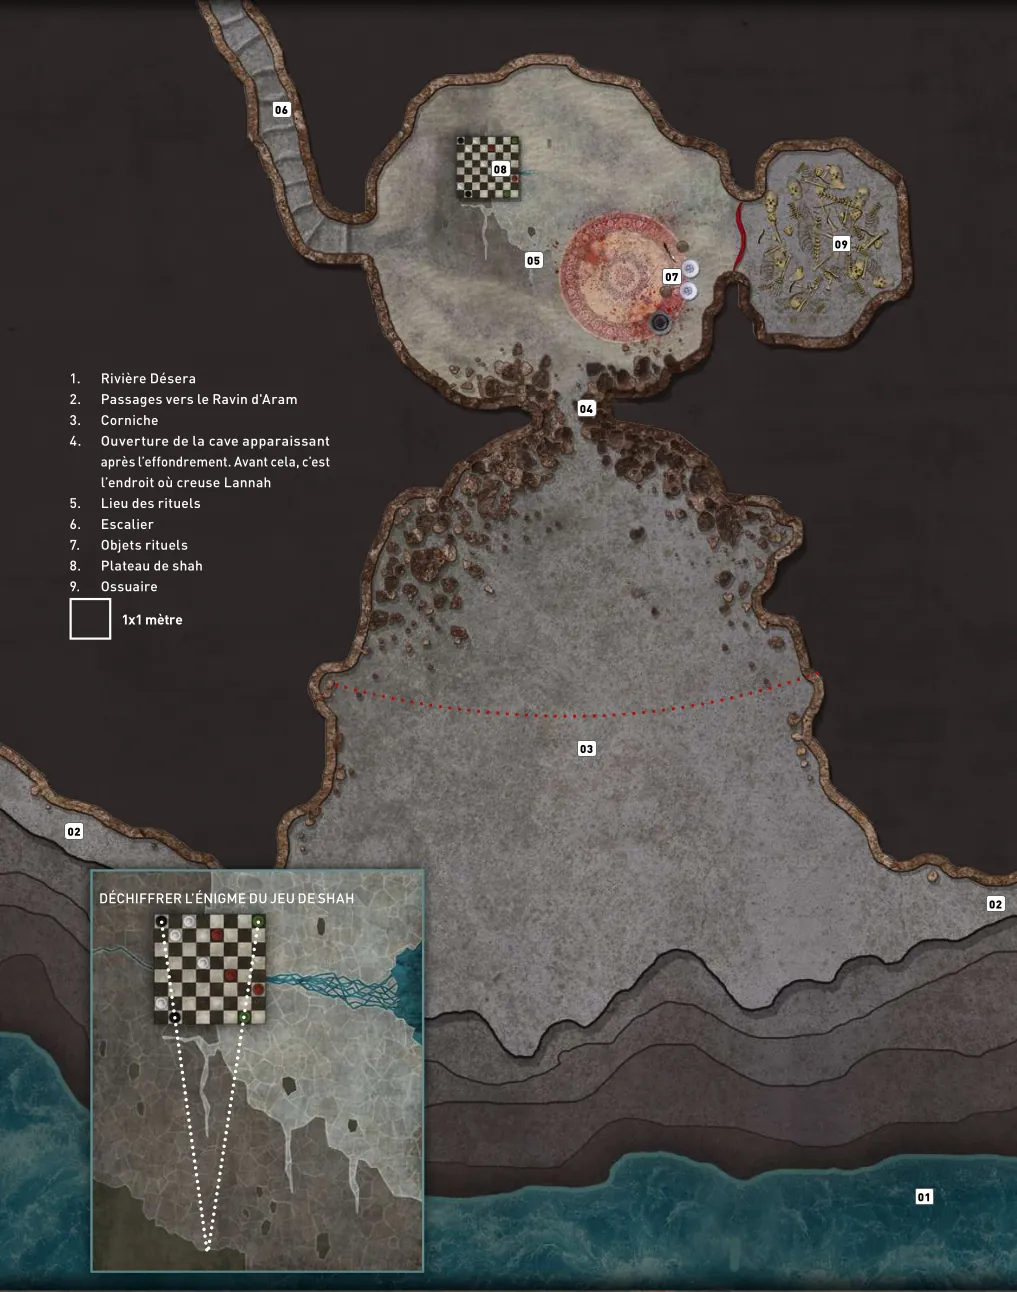 06
08
09
05
07
1. Rivière Désera
2. Passages vers le Ravin d'Aram
04
3. Corniche
4. Ouverture de la cave apparaissant
après l'effondrement. Avant cela, c'est
l'endroit où creuse Lannah
5. Lieu des rituels
6. Escalier
7. Objets rituels
8. Plateau de shah
9. Ossuaire
1x1 mètre
03
02
DÉCHIFFRER L'ÉNIGME DU JEU DE SHAH
02
01